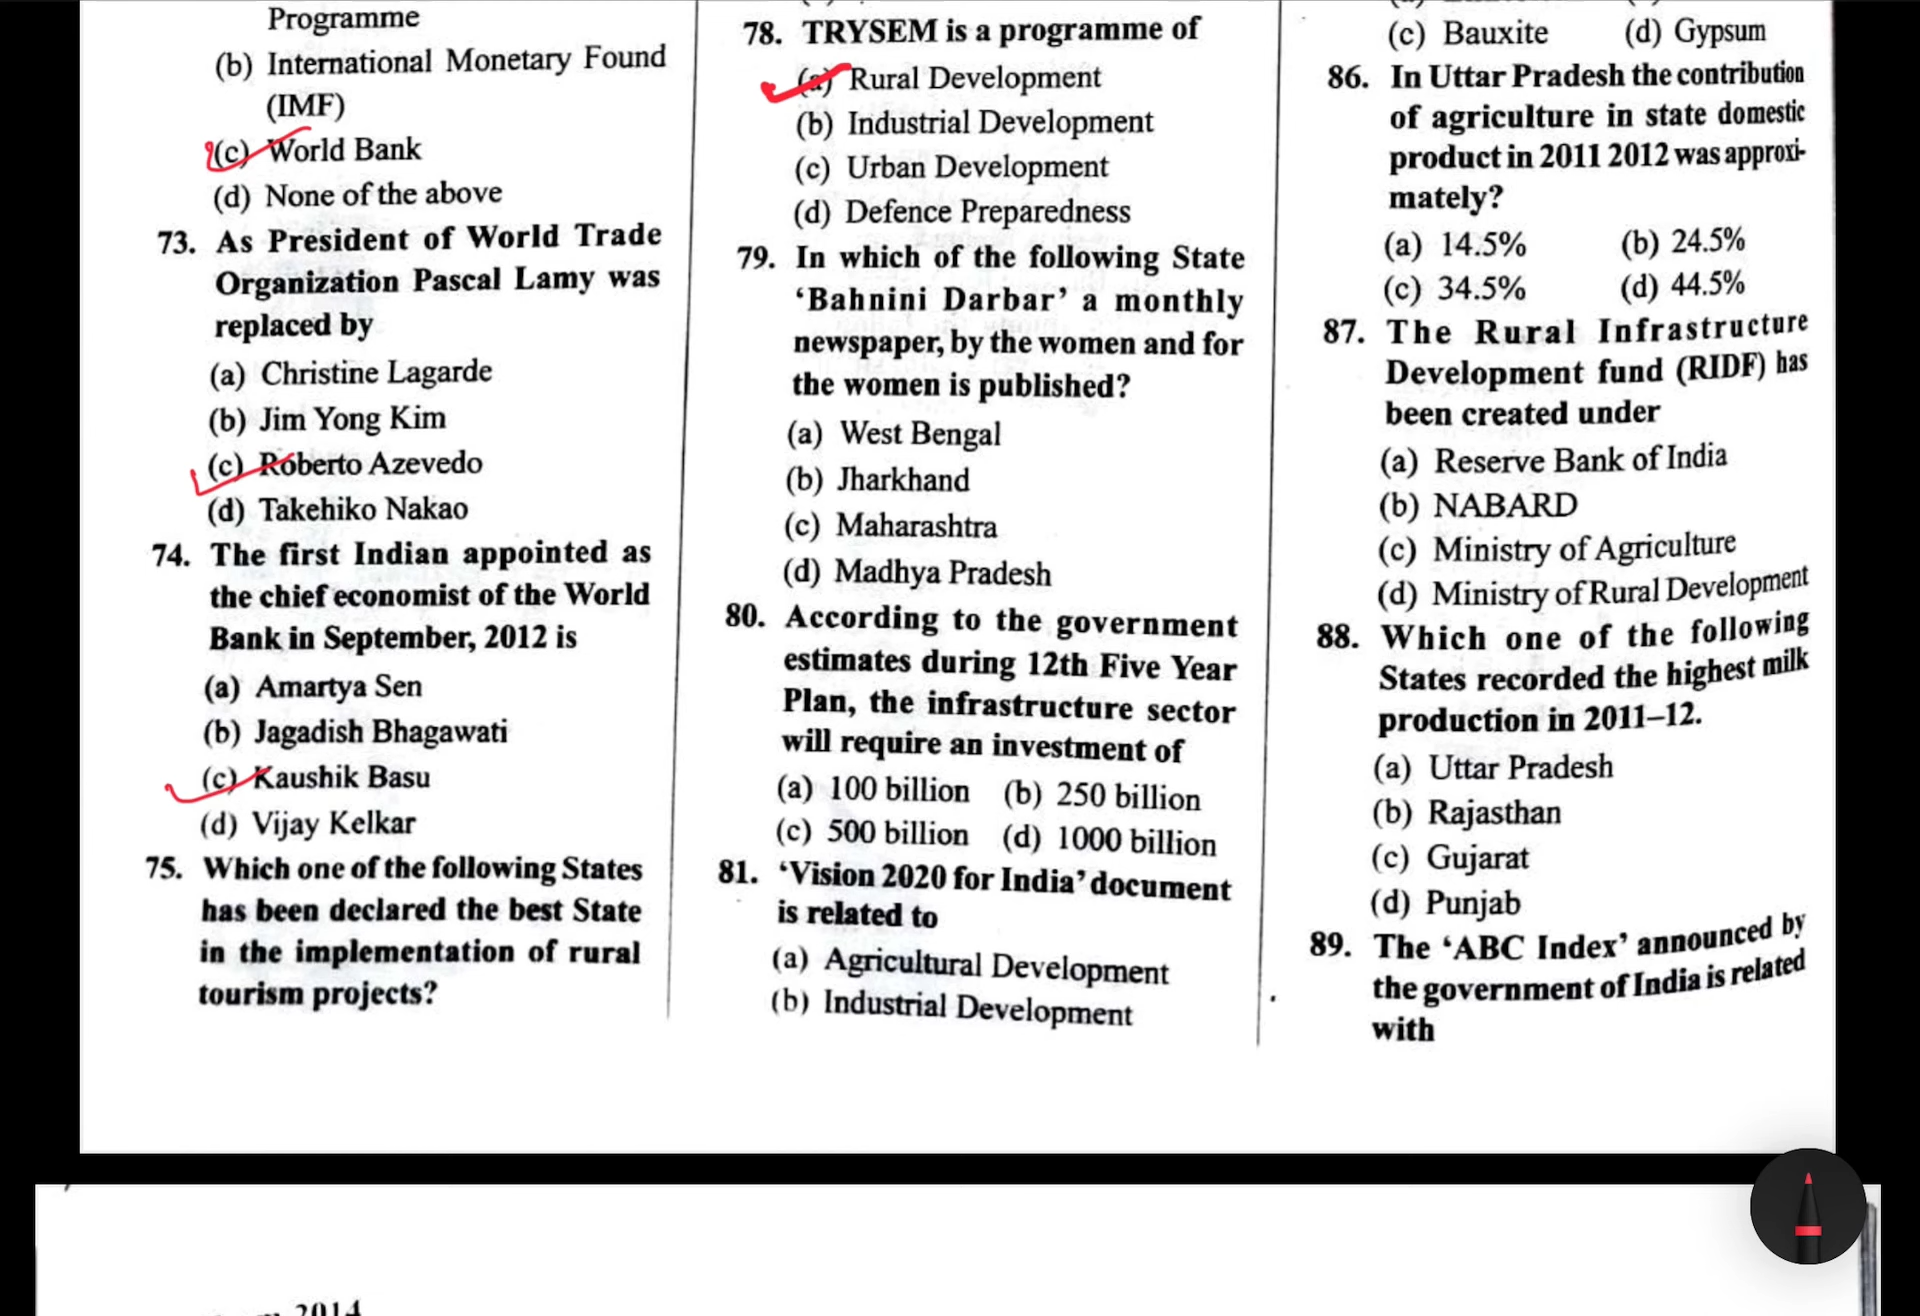 Programme
(b) International Monetary Found
(IMF)
(c) World Bank
(d) None of the above
73. As President of World Trade
Organization Pascal Lamy was
replaced by
(a) Christine Lagarde
(b) Jim Yong Kim
(c) Roberto Azevedo
(d) Takehiko Nakao
74. The first Indian appointed as
the chief economist of the World
Bank in September, 2012 is
(a) Amartya Sen
(b) Jagadish Bhagawati
(c) Kaushik Basu
(d) Vijay Kelkar
75. Which one of the following States
has been declared the best State
in the implementation of rural
tourism projects?
78. TRYSEM is a programme of
(a) Rural Development
(b) Industrial Development
(c) Urban Development
(d) Defence Preparedness
79. In which of the following State
‘Bahnini Darbar’ a monthly
newspaper, by the women and for
the women is published?
(a) West Bengal
(b) Jharkhand
(c) Maharashtra
(d) Madhya Pradesh
80. According to the government
estimates during 12th Five Year
Plan, the infrastructure sector
will require an investment of
(a) 100 billion (b) 250 billion
(c) 500 billion (d) 1000 billion
81. ‘Vision 2020 for India’ document
is related to
(a) Agricultural Development
(b) Industrial Development
(c) Bauxite (d) Gypsum
86. In Uttar Pradesh the contribution
of agriculture in state domestic
product in 2011 2012 was approxi-
mately?
(a) 14.5% (b) 24.5%
(c) 34.5% (d) 44.5%
87. The Rural Infrastructure
Development fund (RIDF) has
been created under
(a) Reserve Bank of India
(b) NABARD
(c) Ministry of Agriculture
(d) Ministry of Rural Development
88. Which one of the following
States recorded the highest milk
production in 2011–12.
(a) Uttar Pradesh
(b) Rajasthan
(c) Gujarat
(d) Punjab
89. The ‘ABC Index’ announced by
the government of India is related
with
2014